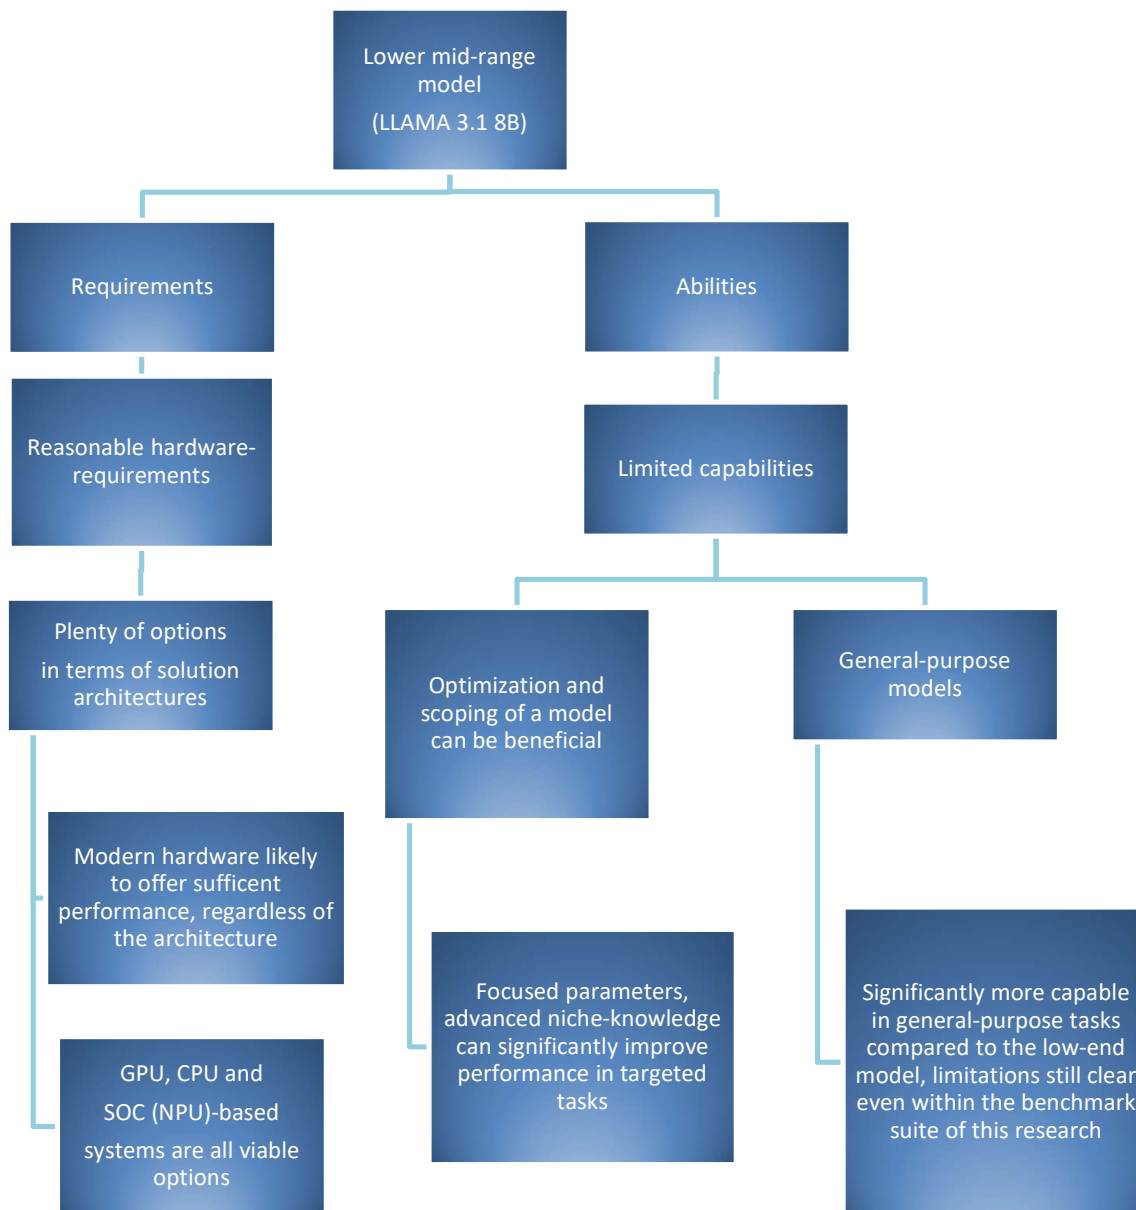 Lower mid-range
model
(LLAMA 3.1 8B)
Requirements
Abilities
Reasonable hardware-
requirements
Limited capabilities
Plenty of options
in terms of solution
architectures
Optimization and
scoping of a model
can be beneficial
General-purpose
models
Modern hardware likely
to offer sufficent
performance, regardless of
the architecture
Focused parameters,
advanced niche-knowledge
can significantly improve
performance in targeted
tasks
Significantly more capable
in general-purpose tasks
compared to the low-end
model, limitations still clear
even within the benchmark
suite of this research
GPU, CPU and
SOC (NPU)-based
systems are all viable
options